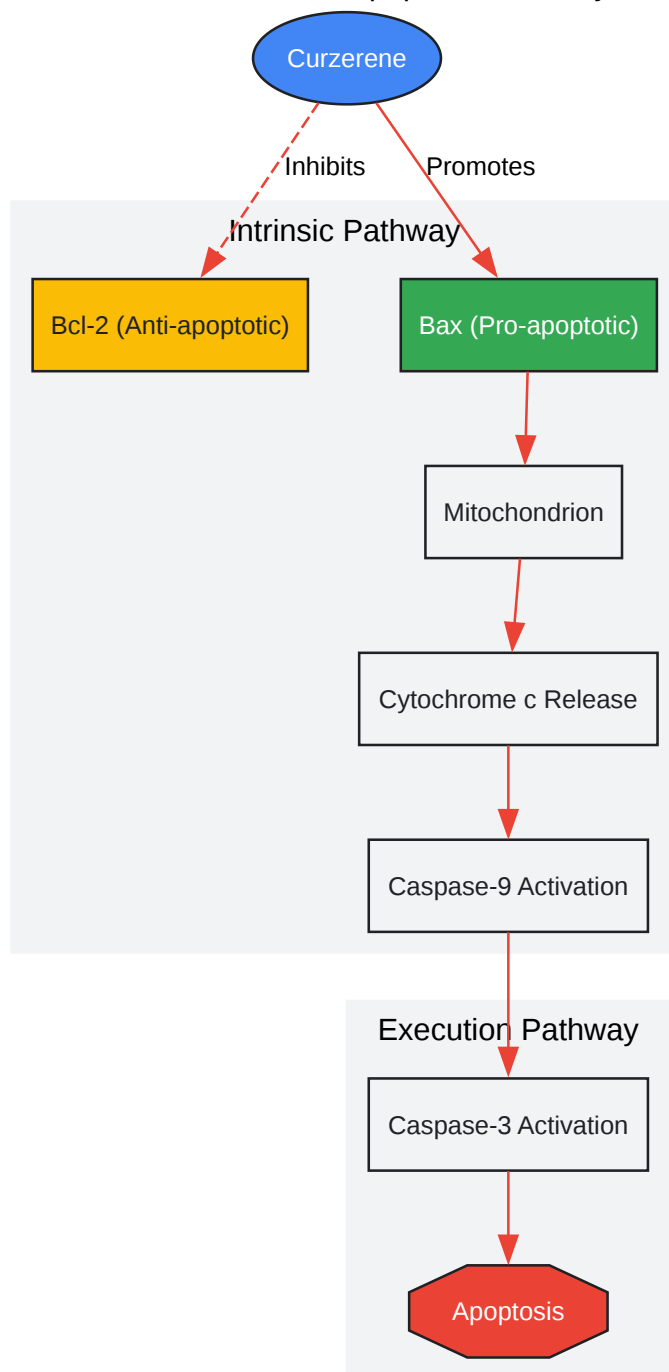 Curzerene
Inhibits
Promotes
Intrinsic Pathway
Bcl-2 (Anti-apoptotic)
Bax (Pro-apoptotic)
Mitochondrion
Cytochrome c Release
Caspase-9 Activation
Execution Pathway
Caspase-3 Activation
Apoptosis